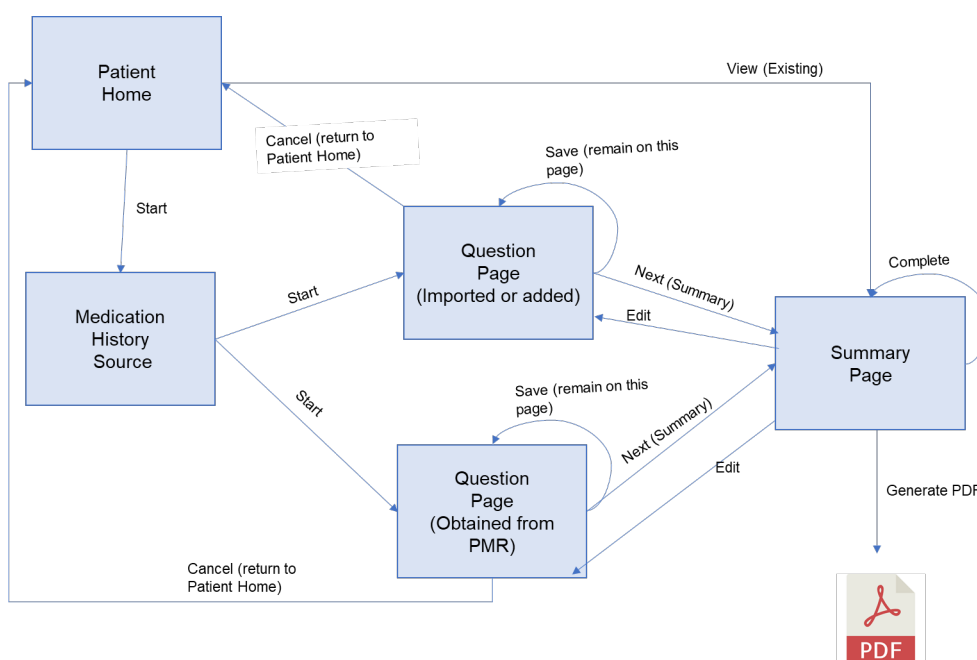 Patient
Home
View (Existing)
Cancel (return to
Patient Home)
Save (remain on this
page)
Start
Question
Page
(Imported or added)
Complete
Next (Summary)
Start
Medication
History
Source
Edit
Summary
Page
Start
Save (remain on this
page)
Next (Summary)
Question
Page
(Obtained from
PMR)
Edit
Generate PDF
Cancel (return to
Patient Home)
PDF